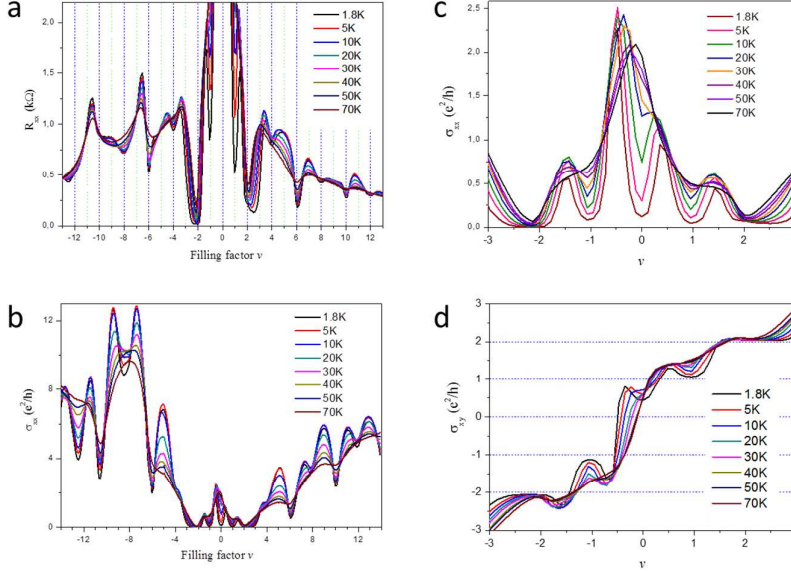 a
R_xx (kΩ)
2.0
1.5
1.0
0.5
0.0
-12 -10 -8 -6 -4 -2 0 2 4 6 8 10 12
Filling factor ν
1.8K
5K
10K
20K
30K
40K
50K
70K
c
σ_xx (e²/h)
2.5
2.0
1.5
1.0
0.5
0.0
-3 -2 -1 0 1 2
ν
1.8K
5K
10K
20K
30K
40K
50K
70K
b
σ_xx (e²/h)
12
8
4
0
-12 -8 -4 0 4 8 12
Filling factor ν
1.8K
5K
10K
20K
30K
40K
50K
70K
d
σ_xy (e²/h)
3
2
1
0
-1
-2
-3
-3 -2 -1 0 1 2
ν
1.8K
5K
10K
20K
30K
40K
50K
70K